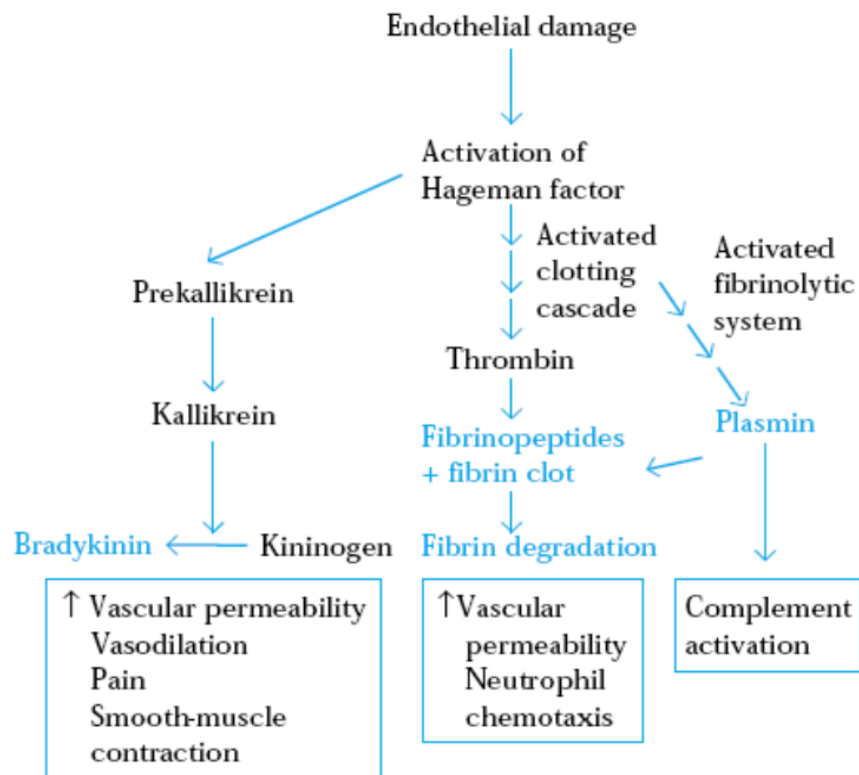 Endothelial damage
Activation of
Hageman factor
Activated
clotting
cascade
Activated
fibrinolytic
system
Prekallikrein
Thrombin
Kallikrein
Fibrinopeptides
+ fibrin clot
Plasmin
Bradykinin
Kininogen
Fibrin degradation
↑ Vascular permeability
Vasodilation
Pain
Smooth-muscle
contraction
↑Vascular
permeability
Neutrophil
chemotaxis
Complement
activation